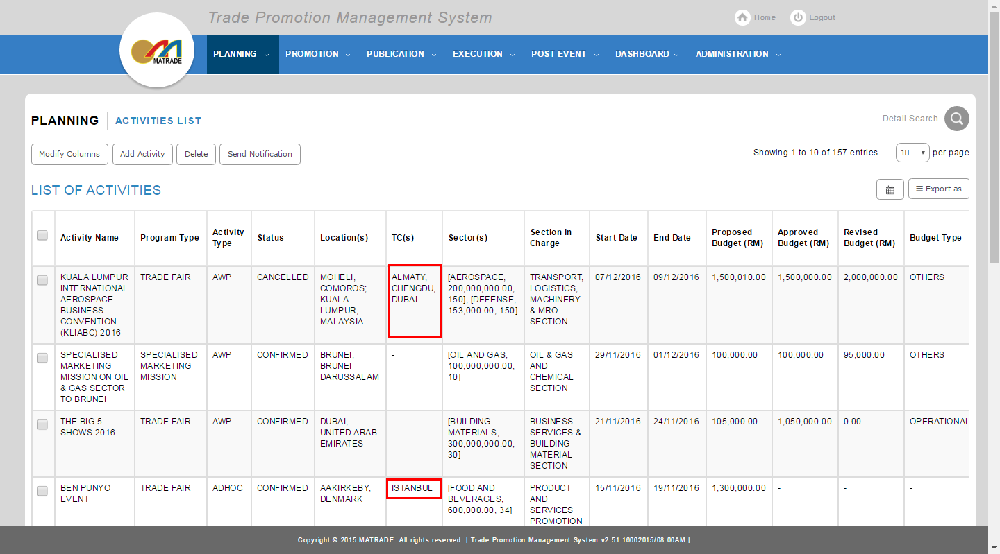 Trade Promotion Management System
Home
Logout
MATRADE
PLANNING
PROMOTION
PUBLICATION
EXECUTION
POST EVENT
DASHBOARD
ADMINISTRATION
PLANNING
ACTIVITIES LIST
Detail Search
Modify Columns
Add Activity
Delete
Send Notification
Showing 1 to 10 of 157 entries
10
per page
LIST OF ACTIVITIES
Export as
Activity Name
Program Type
Activity
Type
Status
Location(s)
TC(s)
Sector(s)
Section In
Charge
Start Date
End Date
Proposed
Budget (RM)
Approved
Budget (RM)
Revised
Budget (RM)
Budget Type
KUALA LUMPUR
INTERNATIONAL
AEROSPACE
BUSINESS
CONVENTION
(KLIABC) 2016
TRADE FAIR
AWP
CANCELLED
MOHELI,
COMOROS;
KUALA
LUMPUR,
MALAYSIA
ALMATY,
CHENGDU,
DUBAI
[AEROSPACE,
200,000,000.00,
150], [DEFENSE,
153,000.00, 150]
TRANSPORT,
LOGISTICS,
MACHINERY
& MRO
SECTION
07/12/2016
09/12/2016
1,500,010.00
1,500,000.00
2,000,000.00
OTHERS
SPECIALISED
MARKETING
MISSION ON OIL
& GAS SECTOR
TO BRUNEI
SPECIALISED
MARKETING
MISSION
AWP
CONFIRMED
BRUNEI,
BRUNEI
DARUSSALAM
-
[OIL AND GAS,
100,000,000.00,
10]
OIL & GAS
AND
CHEMICAL
SECTION
29/11/2016
01/12/2016
100,000.00
100,000.00
95,000.00
OTHERS
THE BIG 5
SHOWS 2016
TRADE FAIR
AWP
CONFIRMED
DUBAI,
UNITED ARAB
EMIRATES
-
[BUILDING
MATERIALS,
300,000,000.00,
30]
BUSINESS
SERVICES &
BUILDING
MATERIAL
SECTION
21/11/2016
24/11/2016
105,000.00
1,050,000.00
0.00
OPERATIONAL
BEN PUNYO
EVENT
TRADE FAIR
ADHOC
CONFIRMED
AAKIRKEBY,
DENMARK
ISTANBUL
[FOOD AND
BEVERAGES,
600,000.00, 34]
PRODUCT
AND
SERVICES
PROMOTION
15/11/2016
19/11/2016
1,300,000.00
-
-
-
Copyright © 2015 MATRADE. All rights reserved. | Trade Promotion Management System v2.51 16062015/08:00AM |